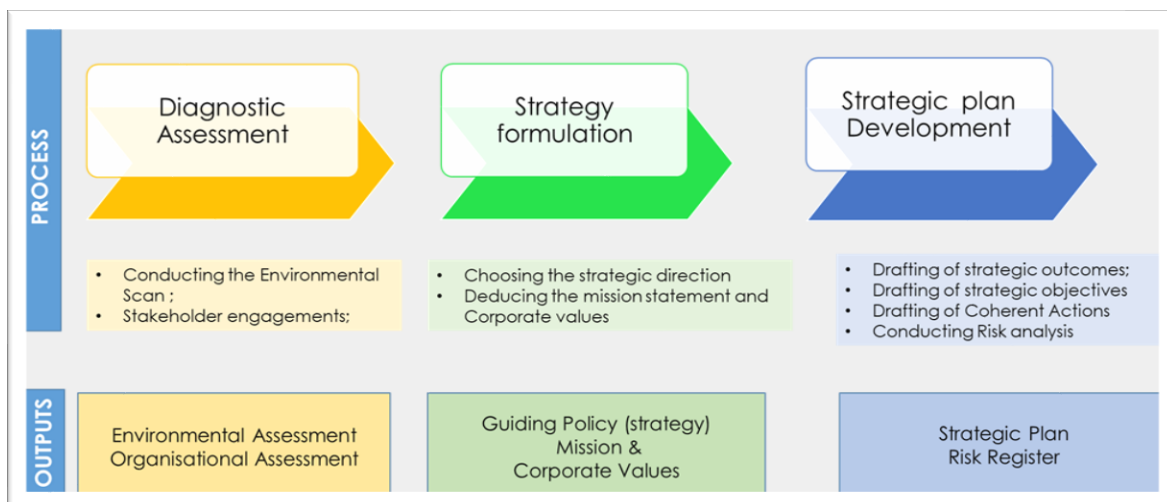 PROCESS
Diagnostic
Assessment
Strategy
formulation
Strategic plan
Development
• Conducting the Environmental
Scan ;
• Stakeholder engagements;
• Choosing the strategic direction
• Deducing the mission statement and
Corporate values
• Drafting of strategic outcomes;
• Drafting of strategic objectives
• Drafting of Coherent Actions
• Conducting Risk analysis
OUTPUTS
Environmental Assessment
Organisational Assessment
Guiding Policy (strategy)
Mission &
Corporate Values
Strategic Plan
Risk Register